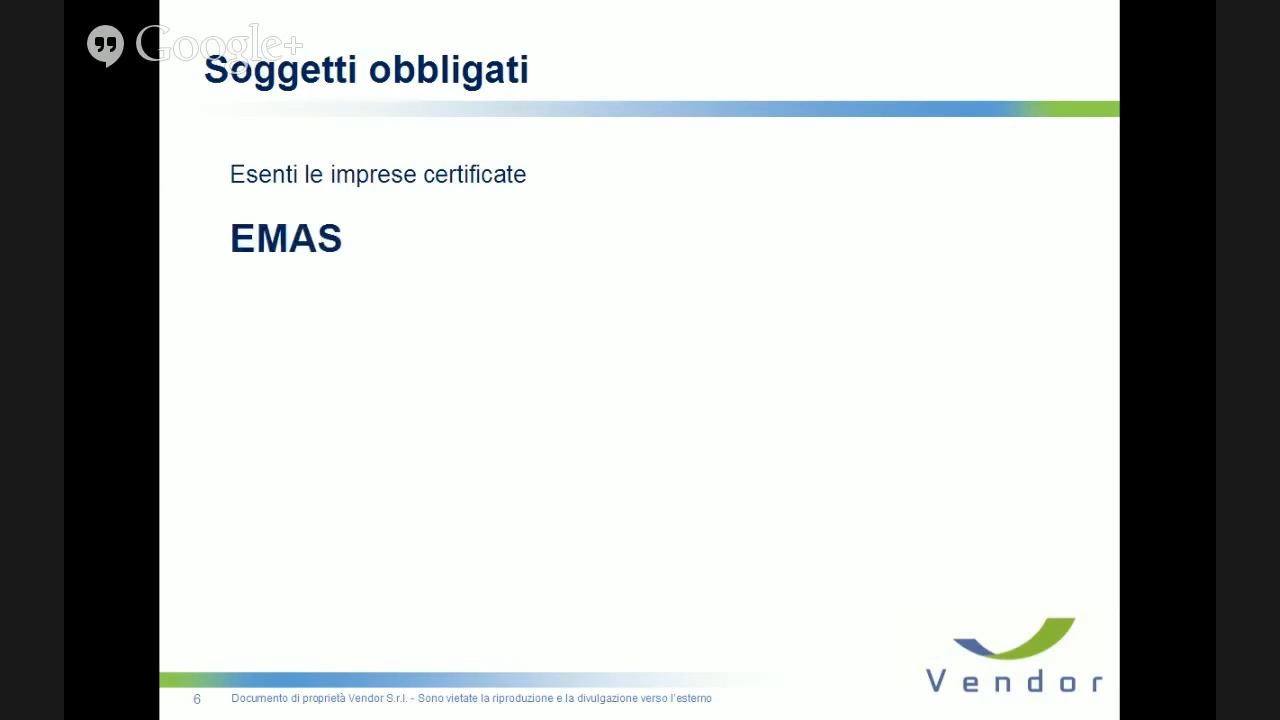 Google+
Soggetti obbligati
Esenti le imprese certificate
EMAS
Vendor
6
Documento di proprietà Vendor S.r.l. - Sono vietate la riproduzione e la divulgazione verso l'esterno